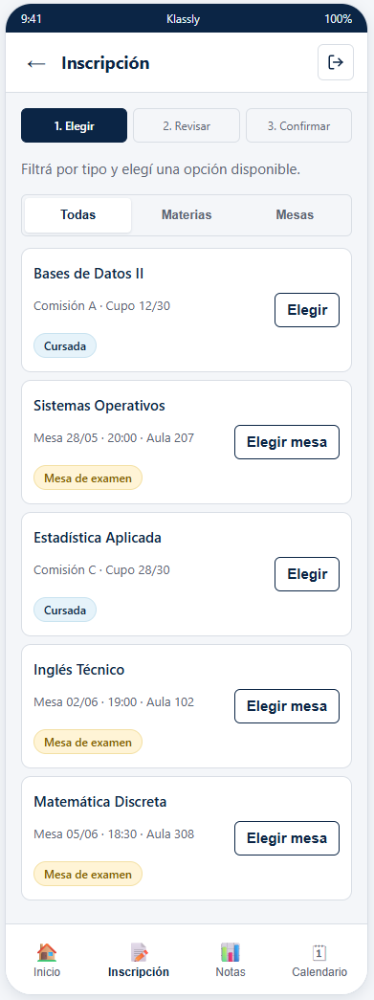 9:41 Klassly 100%
← Inscripción
1. Elegir 2. Revisar 3. Confirmar
Filtrá por tipo y elegí una opción disponible.
Todas Materias Mesas
Bases de Datos II
Comisión A · Cupo 12/30
Elegir
Cursada
Sistemas Operativos
Mesa 28/05 · 20:00 · Aula 207
Elegir mesa
Mesa de examen
Estadística Aplicada
Comisión C · Cupo 28/30
Elegir
Cursada
Inglés Técnico
Mesa 02/06 · 19:00 · Aula 102
Elegir mesa
Mesa de examen
Matemática Discreta
Mesa 05/06 · 18:30 · Aula 308
Elegir mesa
Mesa de examen
1
Inicio Inscripción Notas Calendario